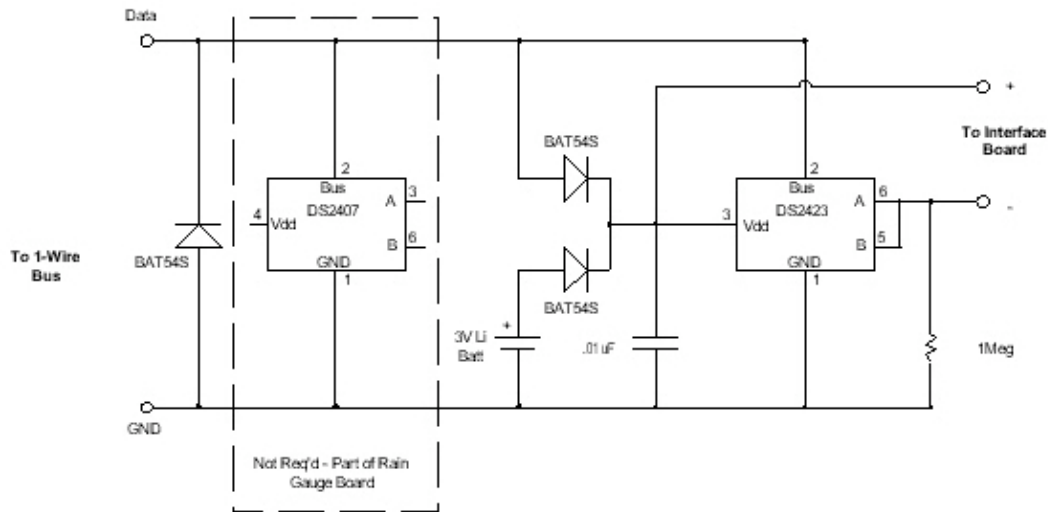 Data
+
To Interface
Board
-
BAT54S
2
Bus
DS2407
3
A
4
Vdd
6
B
GND
1
2
Bus
DS2423
6
A
3
Vdd
5
B
GND
1
To 1-Wire
Bus
BAT54S
BAT54S
+
3V Li
Batt
.01uF
1Meg
GND
Not Req'd - Part of Rain
Gauge Board